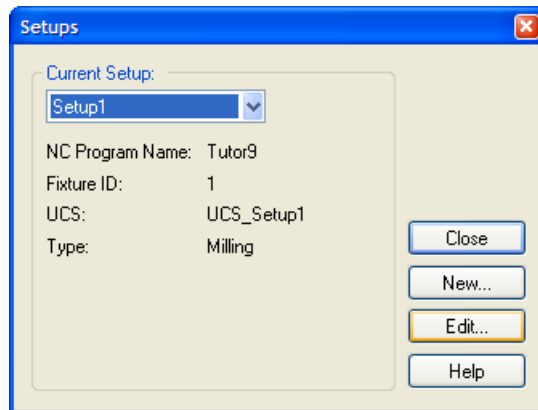 Setups
Current Setup:
Setup1
NC Program Name: Tutor9
Fixture ID: 1
UCS: UCS_Setup1
Type: Milling
Close
New...
Edit...
Help